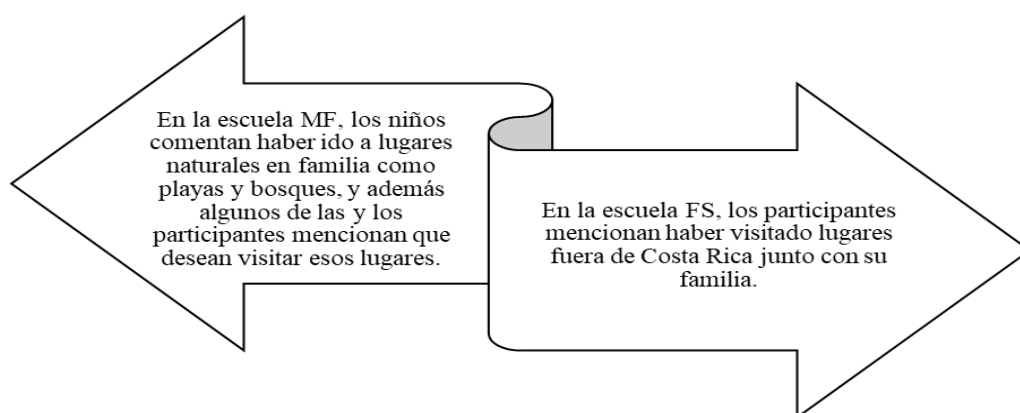 En la escuela MF, los niños
comentan haber ido a lugares
naturales en familia como
playas y bosques, y además
algunos de las y los
participantes mencionan que
desean visitar esos lugares.
En la escuela FS, los participantes
mencionan haber visitado lugares
fuera de Costa Rica junto con su
familia.